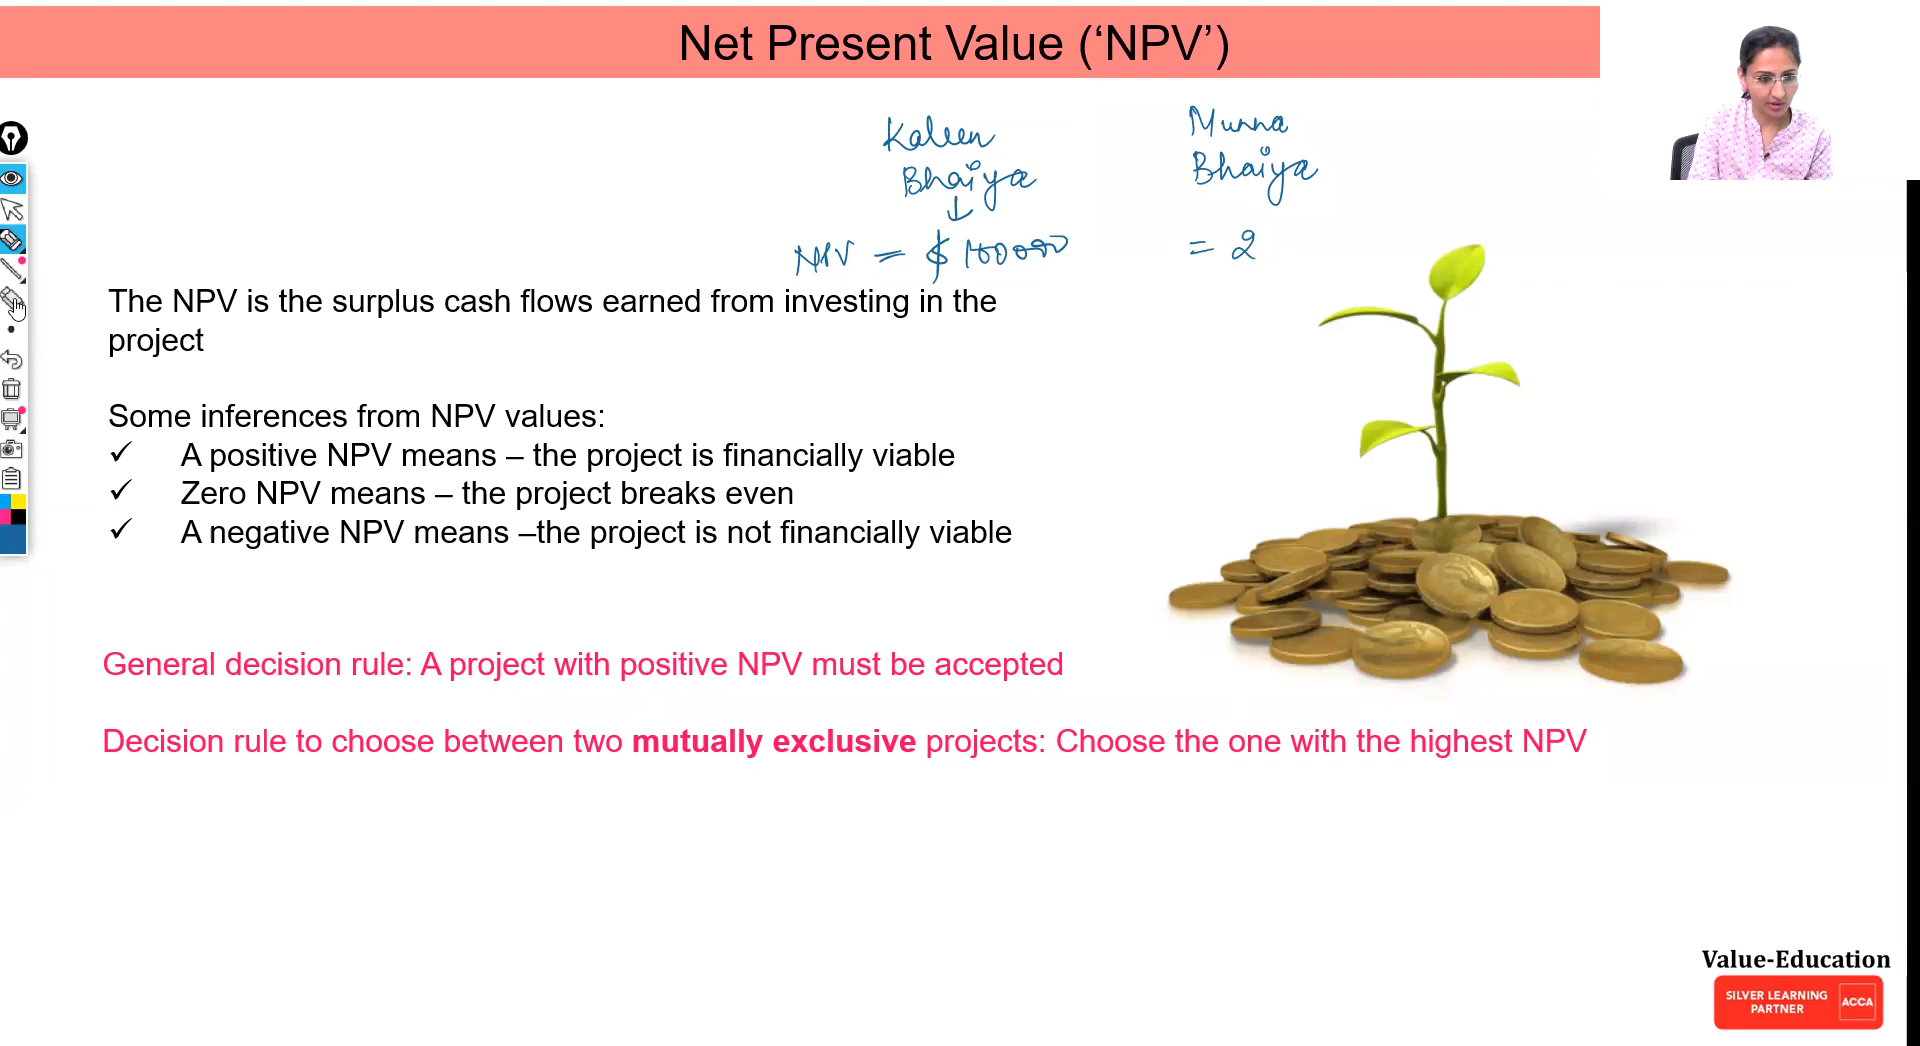 Net Present Value (‘NPV’)
Kaleen
Bhaiya
Munna
Bhaiya
NPV = $ 100000
= 2
The NPV is the surplus cash flows earned from investing in the
project
Some inferences from NPV values:
✓ A positive NPV means – the project is financially viable
✓ Zero NPV means – the project breaks even
✓ A negative NPV means –the project is not financially viable
General decision rule: A project with positive NPV must be accepted
Decision rule to choose between two mutually exclusive projects: Choose the one with the highest NPV
Value-Education
SILVER LEARNING
PARTNER
ACCA